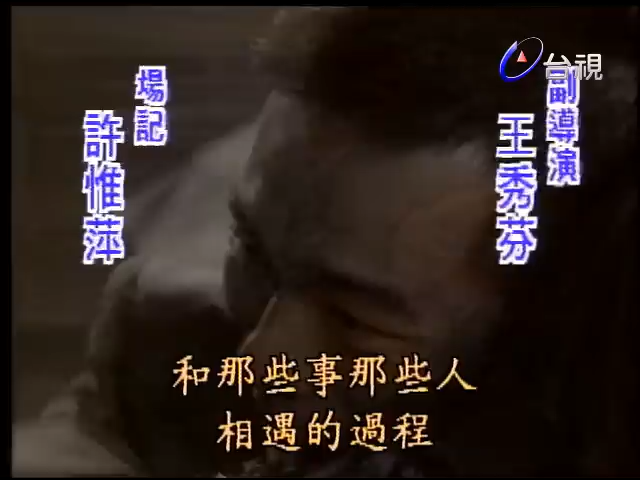 台視
副導演
王秀芬
場記
許惟萍
和那些事那些人
相遇的過程